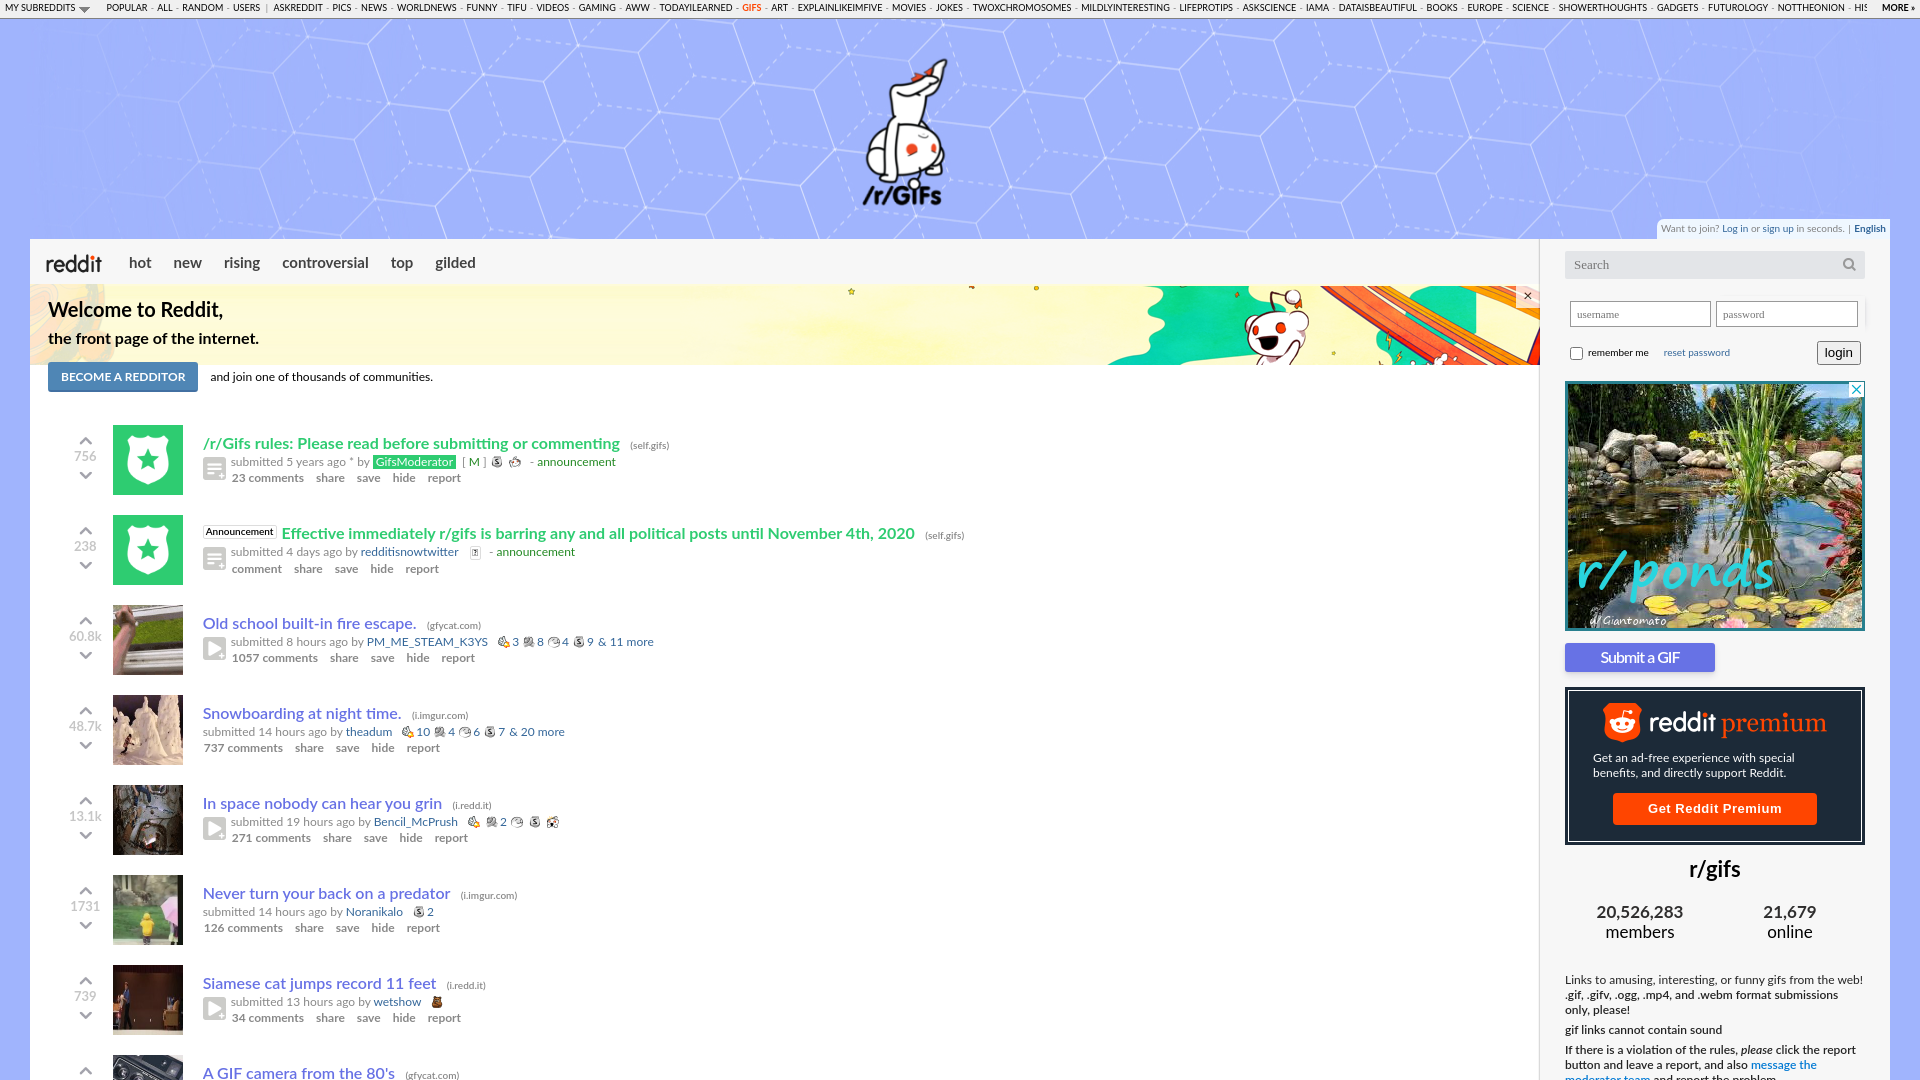 MY SUBREDDITS POPULAR - ALL - RANDOM - USERS | ASKREDDIT - PICS - NEWS - WORLDNEWS - FUNNY - TIFU - VIDEOS - GAMING - AWW - TODAYILEARNED - GIFS - ART - EXPLAINLIKEIMFIVE - MOVIES - JOKES - TWOXCHROMOSOMES - MILDLYINTERESTING - LIFEPROTIPS - ASKSCIENCE - IAMA - DATAISBEAUTIFUL - BOOKS - EUROPE - SCIENCE - SHOWERTHOUGHTS - GADGETS - FUTUROLOGY - NOTTHEONION - HIS MORE »
/r/GIFs
Want to join? Log in or sign up in seconds. | English
reddit hot new rising controversial top gilded
Search
Welcome to Reddit,
the front page of the internet.
×
BECOME A REDDITOR and join one of thousands of communities.
username password
remember me reset password login
756
/r/Gifs rules: Please read before submitting or commenting (self.gifs)
submitted 5 years ago * by GifsModerator [ M ] - announcement
23 comments share save hide report
238
Announcement Effective immediately r/gifs is barring any and all political posts until November 4th, 2020 (self.gifs)
submitted 4 days ago by redditisnowtwitter - announcement
comment share save hide report
60.8k
Old school built-in fire escape. (gfycat.com)
submitted 8 hours ago by PM_ME_STEAM_K3YS 3 8 4 9 & 11 more
1057 comments share save hide report
48.7k
Snowboarding at night time. (i.imgur.com)
submitted 14 hours ago by theadum 10 4 6 7 & 20 more
737 comments share save hide report
13.1k
In space nobody can hear you grin (i.redd.it)
submitted 19 hours ago by Bencil_McPrush 2
271 comments share save hide report
1731
Never turn your back on a predator (i.imgur.com)
submitted 14 hours ago by Noranikalo 2
126 comments share save hide report
739
Siamese cat jumps record 11 feet (i.redd.it)
submitted 13 hours ago by wetshow
34 comments share save hide report
A GIF camera from the 80's (gfycat.com)
r/ponds
u/Giantomato
Submit a GIF
reddit premium
Get an ad-free experience with special
benefits, and directly support Reddit.
Get Reddit Premium
r/gifs
20,526,283 21,679
members online
Links to amusing, interesting, or funny gifs from the web!
.gif, .gifv, .ogg, .mp4, and .webm format submissions
only, please!
gif links cannot contain sound
If there is a violation of the rules, please click the report
button and leave a report, and also message the
moderator team and report the problem.